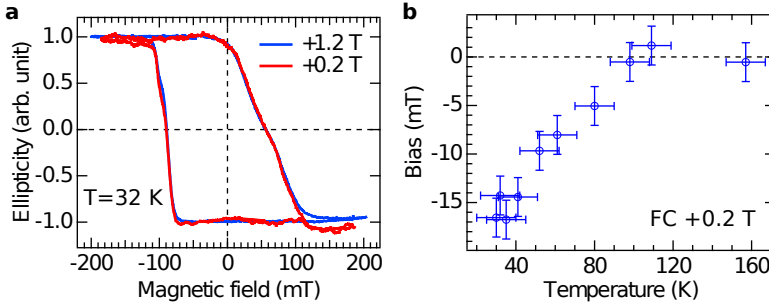 a
Ellipticity (arb. unit)
1.0
0.5
0.0
-0.5
-1.0
+1.2 T
+0.2 T
T=32 K
-200 -100 0 100 200
Magnetic field (mT)
b
Bias (mT)
0
-5
-10
-15
FC +0.2 T
40 80 120 160
Temperature (K)